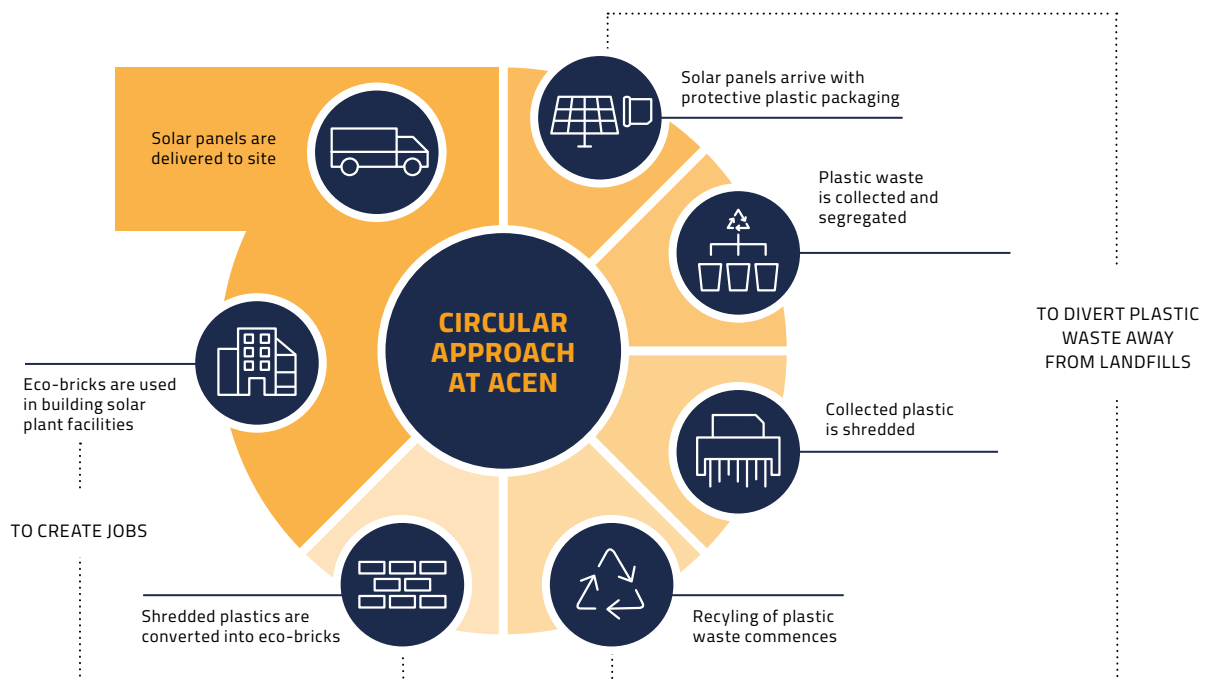 Solar panels are
delivered to site
Solar panels arrive with
protective plastic packaging
Plastic waste
is collected and
segregated
TO DIVERT PLASTIC
WASTE AWAY
FROM LANDFILLS
CIRCULAR
APPROACH
AT ACEN
Collected plastic
is shredded
Recyling of plastic
waste commences
Shredded plastics are
converted into eco-bricks
Eco-bricks are used
in building solar
plant facilities
TO CREATE JOBS